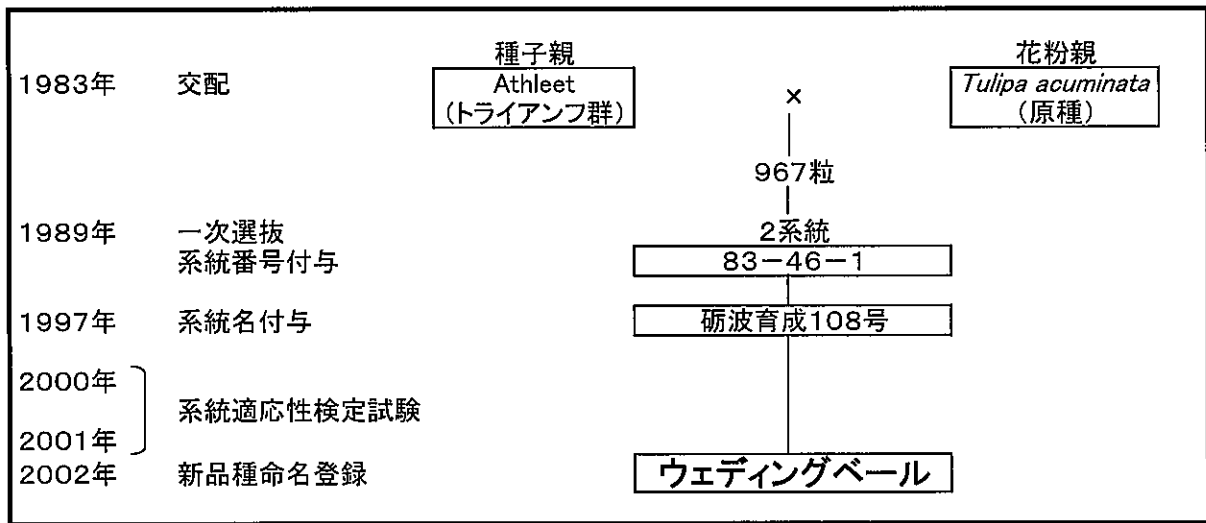 種子親
花粉親
1983年 交配 Athleet × Tulipa acuminata
(トライアンフ群) (原種)
967粒
1989年 一次選抜 2系統
系統番号付与 83-46-1
1997年 系統名付与 砺波育成108号
2000年
系統適応性検定試験
2001年
2002年 新品種命名登録 ウェディングベール